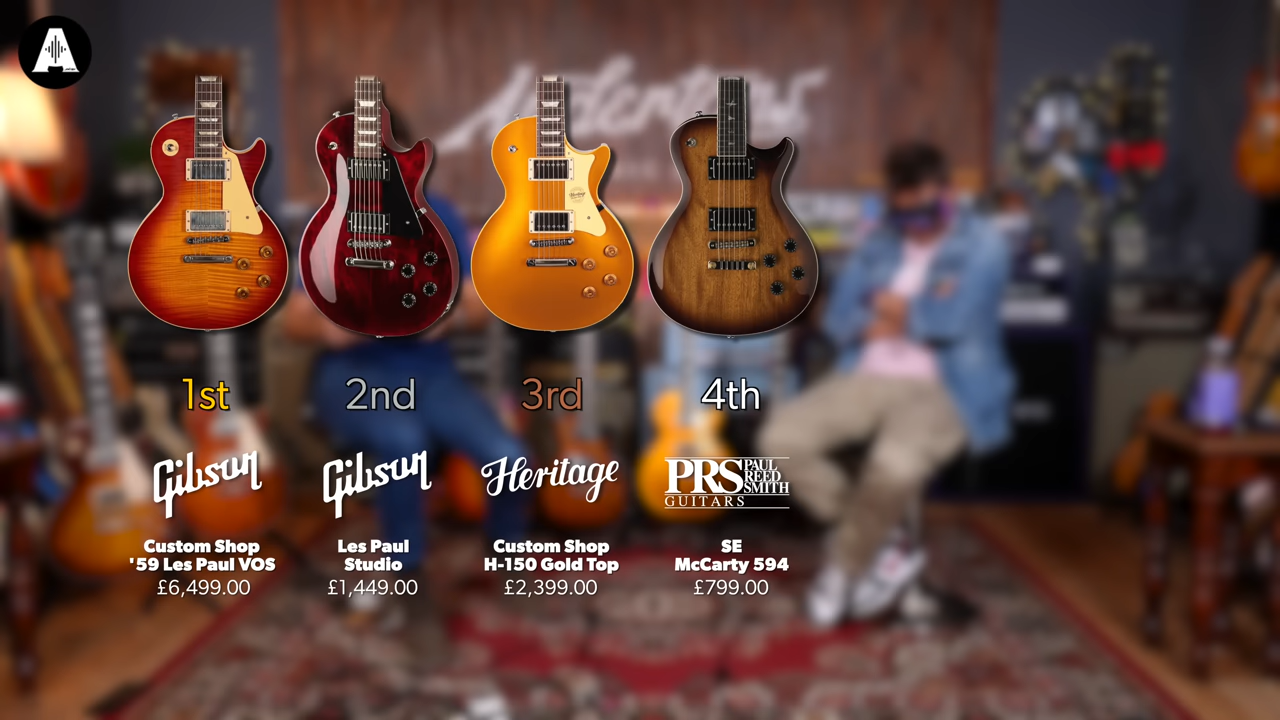 A
Andertons
1st
2nd
3rd
4th
Gibson
Gibson
Heritage
PRS PAUL REED SMITH
GUITARS
Custom Shop
'59 Les Paul VOS
£6,499.00
Les Paul
Studio
£1,449.00
Custom Shop
H-150 Gold Top
£2,399.00
SE
McCarty 594
£799.00